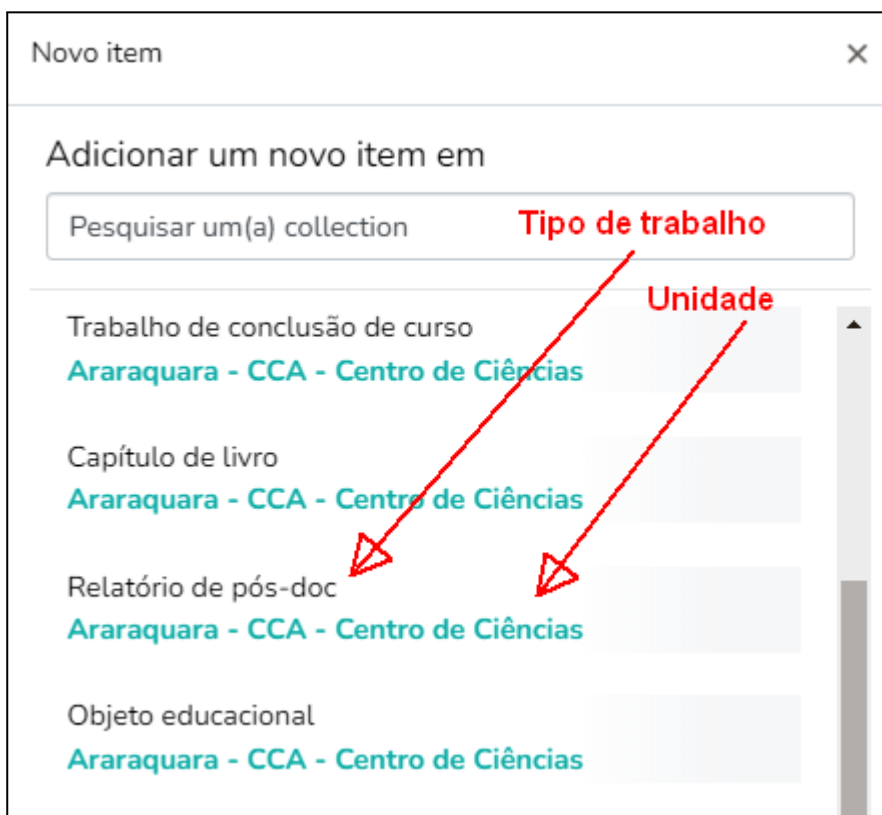 Novo item
Adicionar um novo item em
Pesquisar um(a) collection
Tipo de trabalho
Unidade
Trabalho de conclusão de curso
Araraquara - CCA - Centro de Ciências
Capítulo de livro
Araraquara - CCA - Centro de Ciências
Relatório de pós-doc
Araraquara - CCA - Centro de Ciências
Objeto educacional
Araraquara - CCA - Centro de Ciências